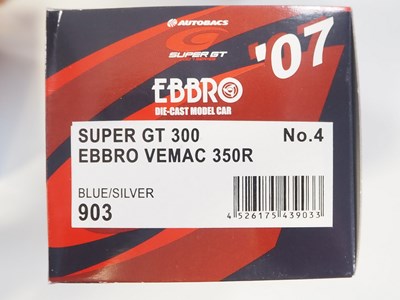 AUTOBACS
SUPER GT
'07
EBBRO
DIE-CAST MODEL CAR
SUPER GT 300 No.4
EBBRO VEMAC 350R
BLUE/SILVER
903
4 526175 439033